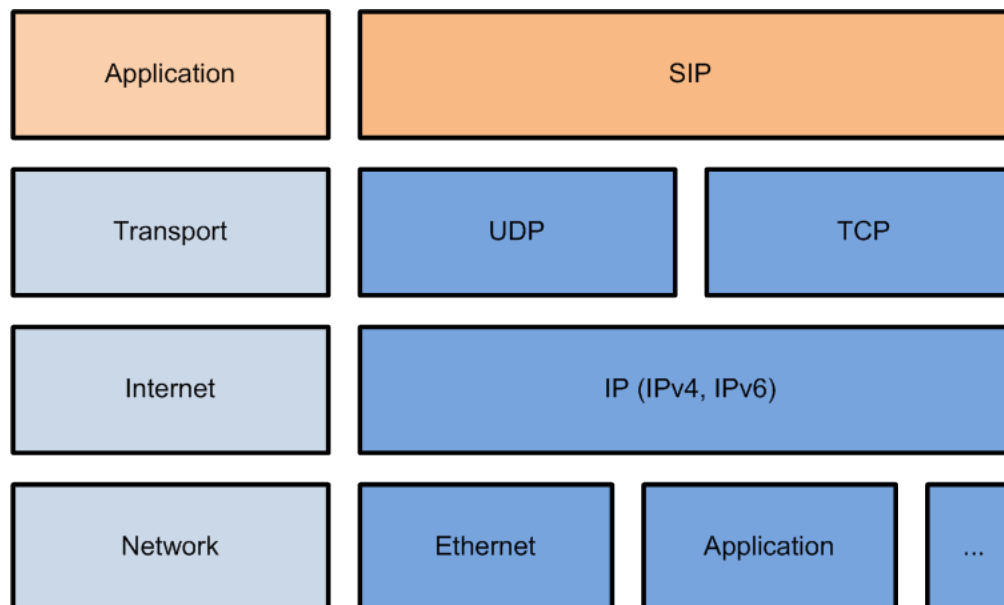 Application
SIP
Transport
UDP
TCP
Internet
IP (IPv4, IPv6)
Network
Ethernet
Application
...